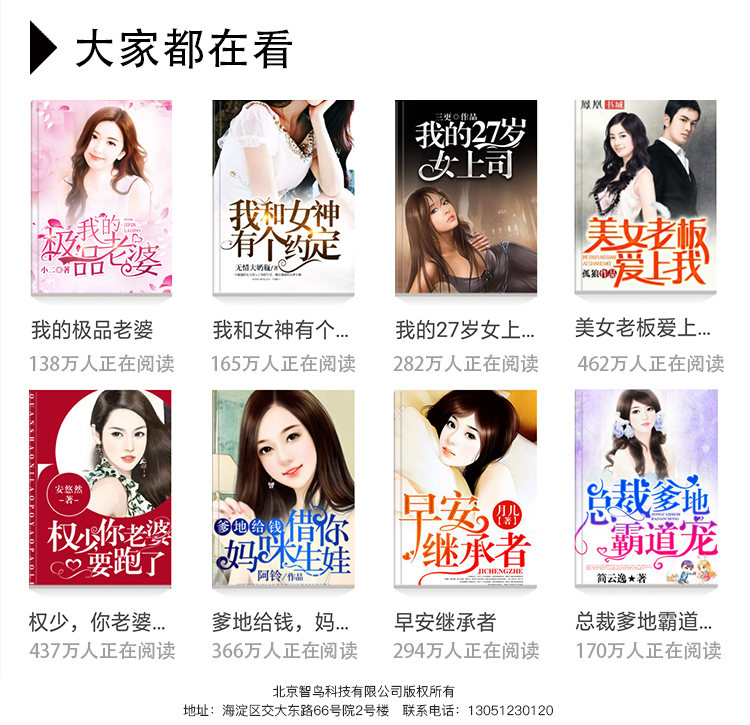 大家都在看
我的
极品老婆
小二〇著
我和女神
有个约定
无情大奶瓶/著
三更〇作品
我的27岁
女上司
鳳凰 书城
美女老板
爱上我
孤狼作品
我的极品老婆
我和女神有个...
我的27岁女上...
美女老板爱上...
138万人正在阅读
165万人正在阅读
282万人正在阅读
462万人正在阅读
安悠然
-著-
权少,你老婆
要跑了
爹地给钱 借你
妈咪生娃
阿铃/作品
早安
继承者
月儿
[著]
JICHENGZHE
总裁爹地
霸道宠
简云逸★著
权少，你老婆...
爹地给钱，妈...
早安继承者
总裁爹地霸道...
437万人正在阅读
366万人正在阅读
294万人正在阅读
170万人正在阅读
北京智鸟科技有限公司版权所有
地址：海淀区交大东路66号院2号楼 联系电话：13051230120